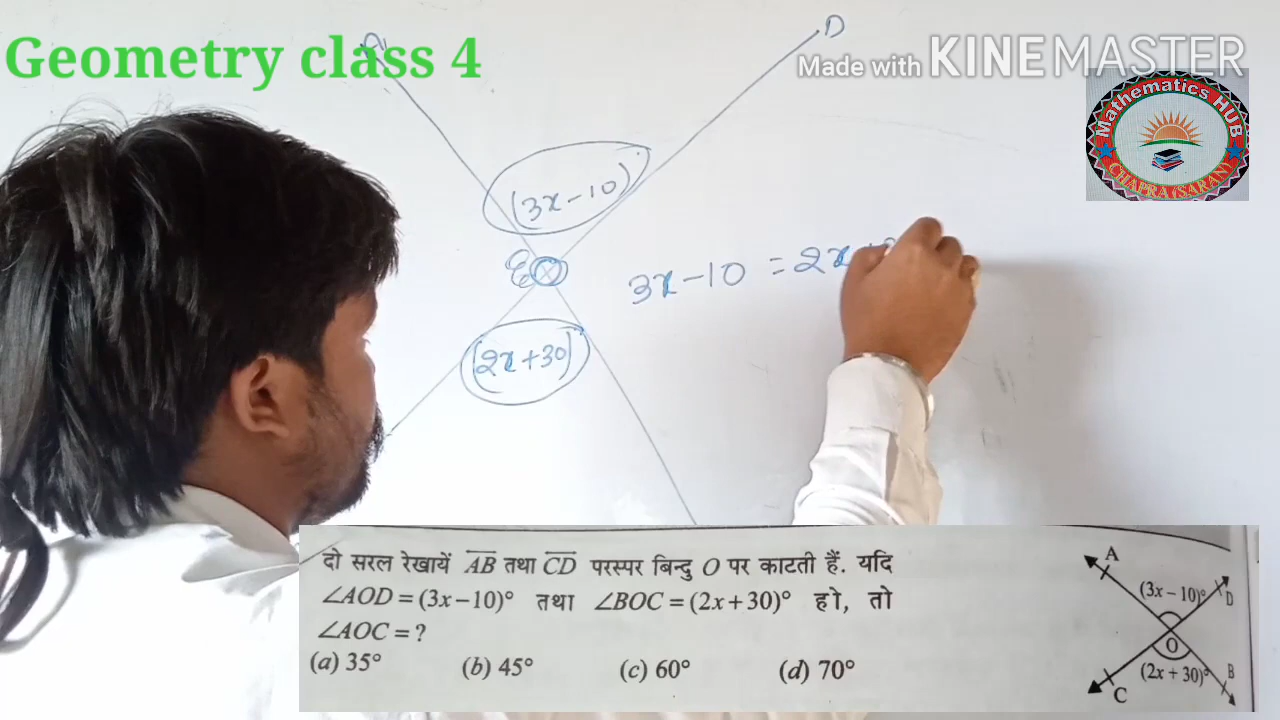 Geometry class 4
Made with KINEMASTER
Mathematics HUB
CHAPRA (SARAN)
D
(3x-10)
3x-10 = 2x+3
(2x+30)
दो सरल रेखायें AB तथा CD परस्पर बिन्दु O पर काटती हैं. यदि
∠AOD = (3x-10)° तथा ∠BOC = (2x+30)° हो, तो
∠AOC = ?
(a) 35° (b) 45° (c) 60° (d) 70°
A
(3x-10)°
D
O
(2x+30)°
B
C